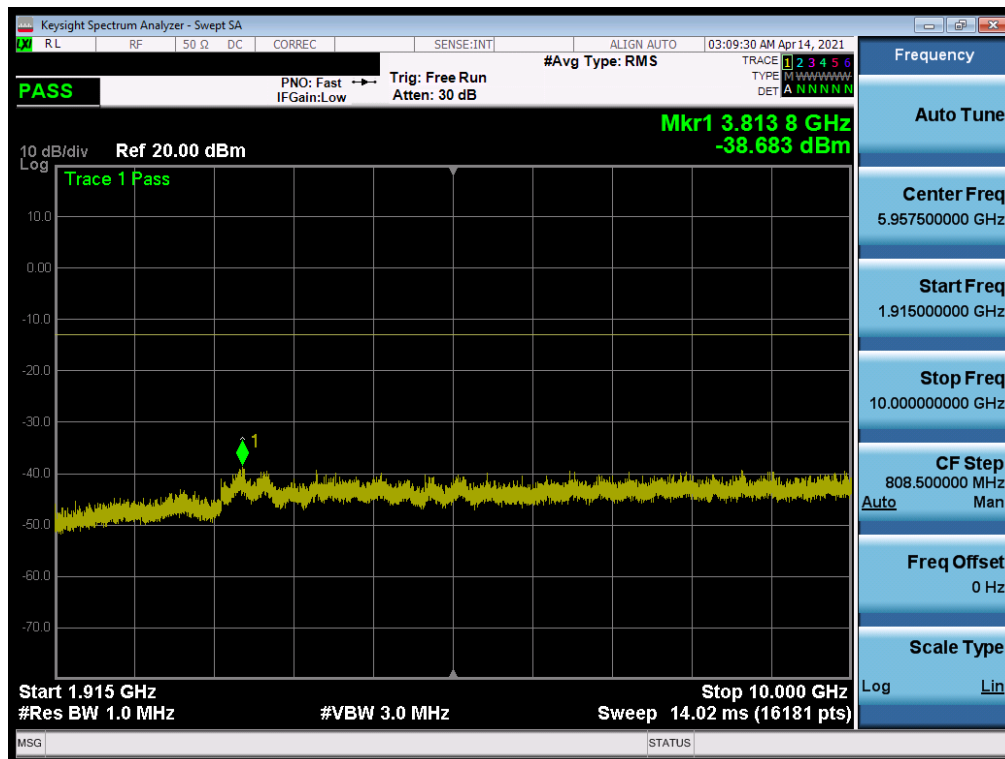 Keysight Spectrum Analyzer - Swept SA
LXI RL RF 50 Ω DC CORREC SENSE:INT ALIGN AUTO 03:09:30 AM Apr 14, 2021
Frequency
#Avg Type: RMS TRACE 1 2 3 4 5 6
PASS PNO: Fast Trig: Free Run TYPE M WWWWW
IFGain:Low Atten: 30 dB DET A N N N N N
Auto Tune
Mkr1 3.813 8 GHz
10 dB/div Ref 20.00 dBm -38.683 dBm
Log
Trace 1 Pass
Center Freq
5.957500000 GHz
10.0
0.00
Start Freq
1.915000000 GHz
-10.0
-20.0
Stop Freq
10.000000000 GHz
-30.0
1
-40.0
CF Step
808.500000 MHz
Auto Man
-50.0
Freq Offset
0 Hz
-60.0
-70.0
Scale Type
Log Lin
Start 1.915 GHz Stop 10.000 GHz
#Res BW 1.0 MHz #VBW 3.0 MHz Sweep 14.02 ms (16181 pts)
MSG STATUS